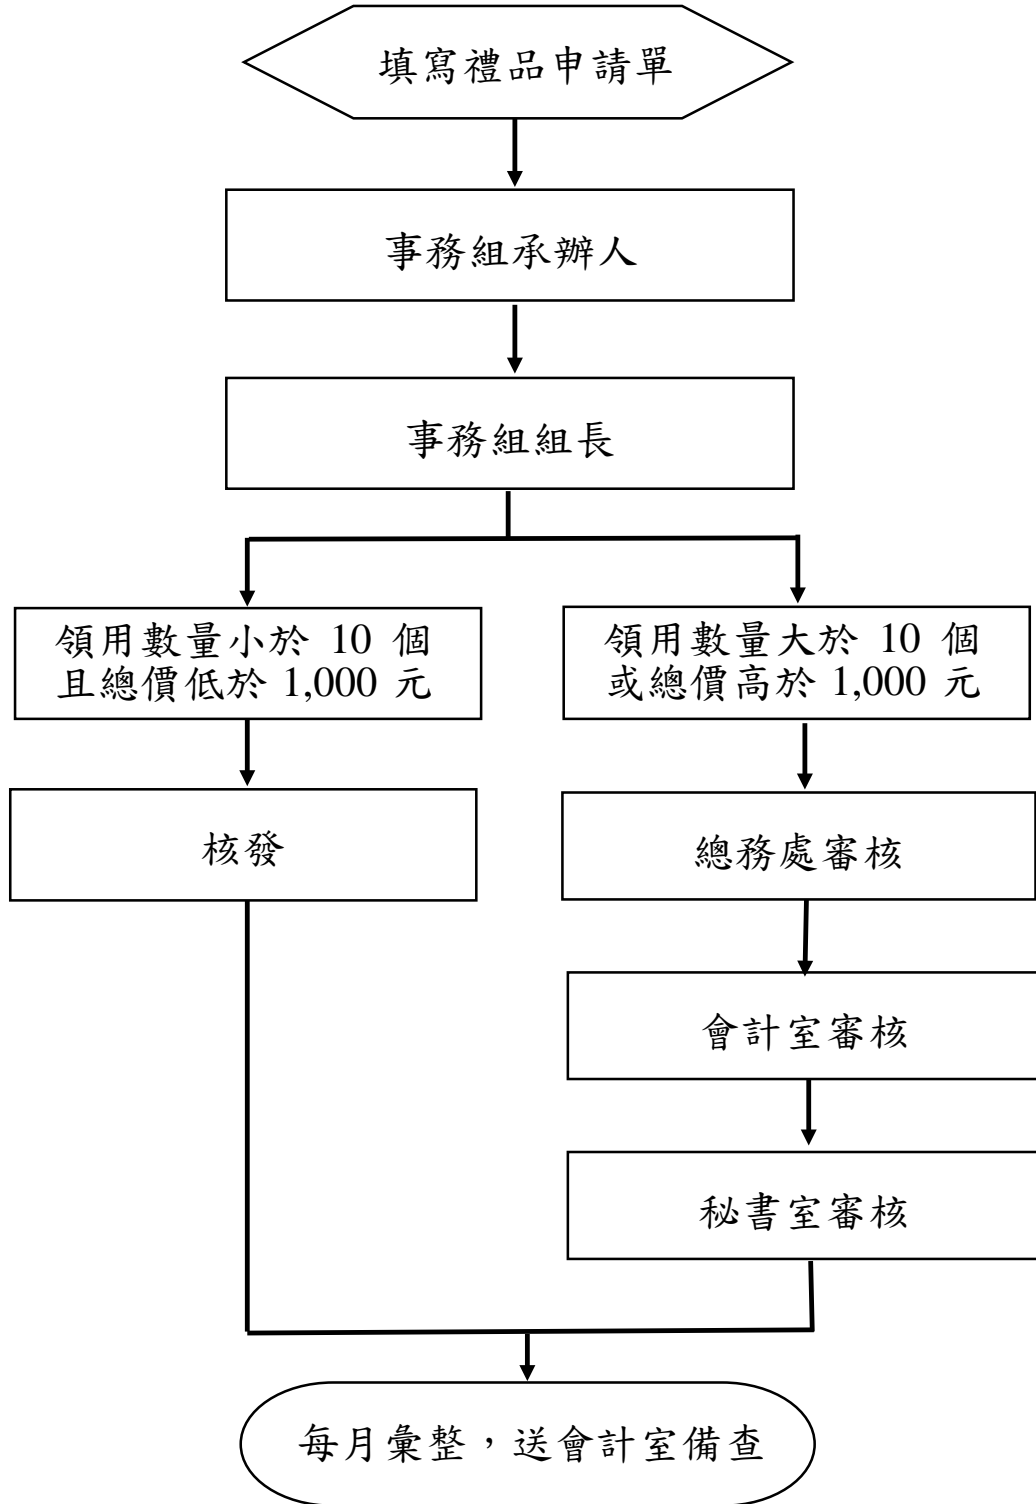 填寫禮品申請單
事務組承辦人
事務組組長
領用數量小於 10 個
且總價低於 1,000 元
領用數量大於 10 個
或總價高於 1,000 元
核發
總務處審核
會計室審核
秘書室審核
每月彙整，送會計室備查